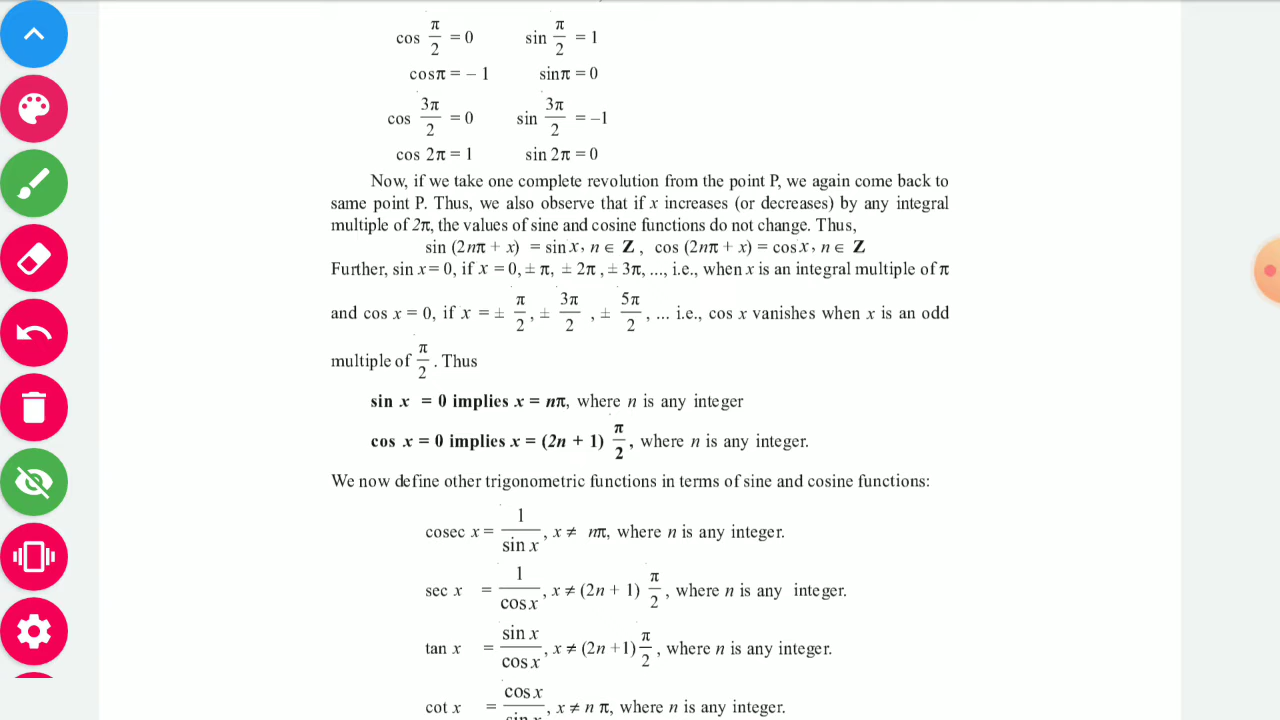 cos π/2 = 0 sin π/2 = 1
cosπ = – 1 sinπ = 0
cos 3π/2 = 0 sin 3π/2 = –1
cos 2π = 1 sin 2π = 0
Now, if we take one complete revolution from the point P, we again come back to
same point P. Thus, we also observe that if x increases (or decreases) by any integral
multiple of 2π, the values of sine and cosine functions do not change. Thus,
sin (2nπ + x) = sinx, n ∈ Z , cos (2nπ + x) = cosx, n ∈ Z
Further, sin x = 0, if x = 0, ± π, ± 2π , ± 3π, ..., i.e., when x is an integral multiple of π
and cos x = 0, if x = ± π/2, ± 3π/2 , ± 5π/2 , ... i.e., cos x vanishes when x is an odd
multiple of π/2 . Thus
sin x = 0 implies x = nπ, where n is any integer
cos x = 0 implies x = (2n + 1) π/2 , where n is any integer.
We now define other trigonometric functions in terms of sine and cosine functions:
cosec x = 1/sin x , x ≠ nπ, where n is any integer.
sec x = 1/cos x , x ≠ (2n + 1) π/2 , where n is any integer.
tan x = sin x/cos x , x ≠ (2n +1) π/2 , where n is any integer.
cot x = cos x/sin x , x ≠ n π, where n is any integer.